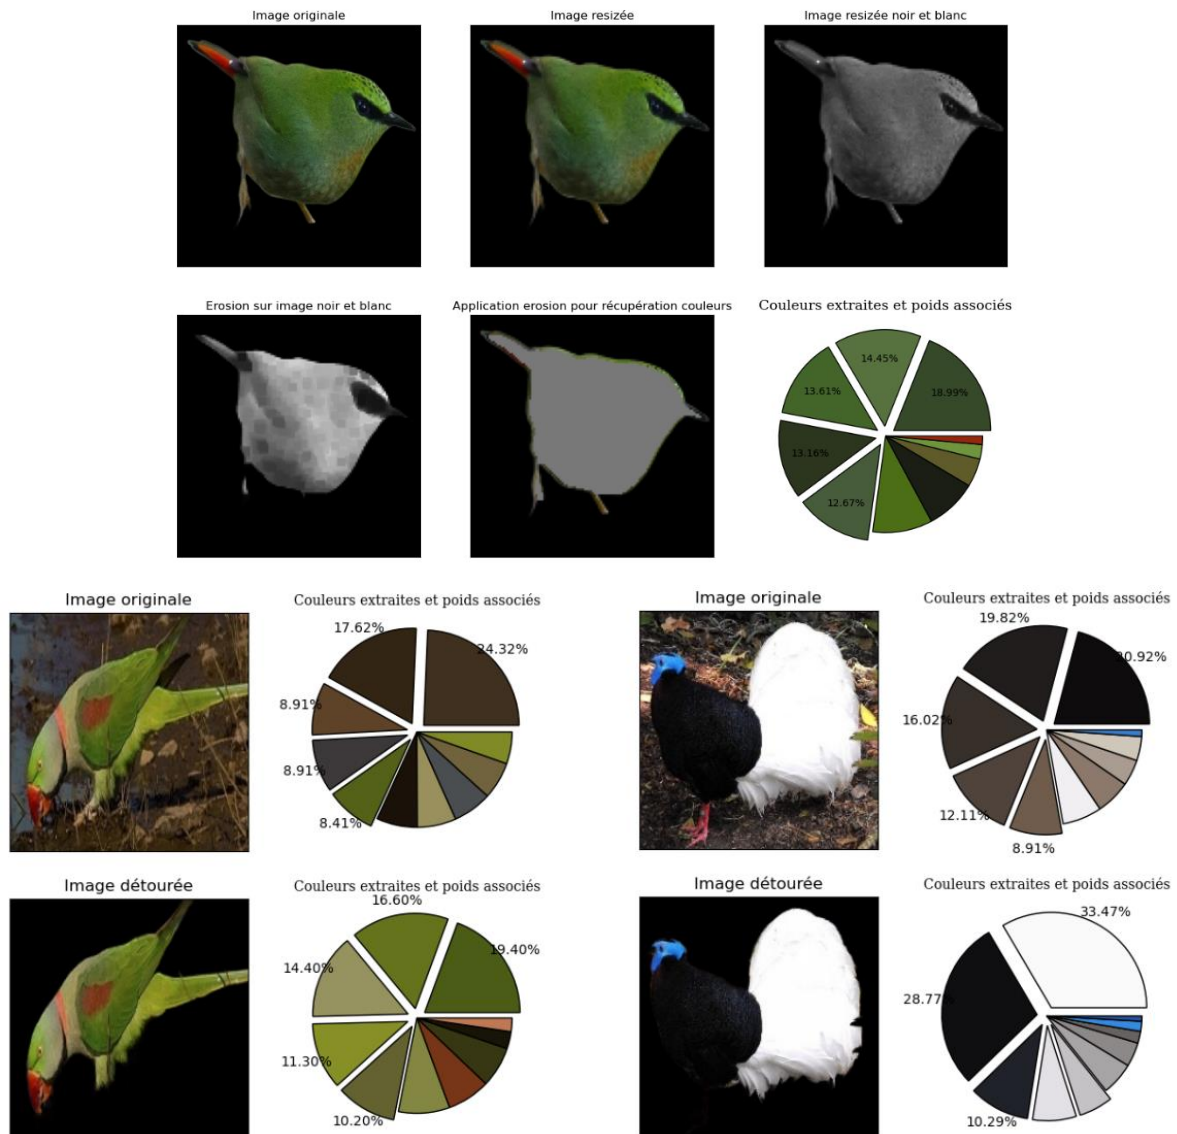 Image originale
Image resizée
Image resizée noir et blanc
Erosion sur image noir et blanc
Application erosion pour récupération couleurs
Couleurs extraites et poids associés
14.45%
13.61%
18.99%
13.16%
12.67%
Image originale
Couleurs extraites et poids associés
17.62%
24.32%
8.91%
8.91%
8.41%
Image originale
Couleurs extraites et poids associés
19.82%
20.92%
16.02%
12.11%
8.91%
Image détourée
Couleurs extraites et poids associés
16.60%
19.40%
14.40%
11.30%
10.20%
Image détourée
Couleurs extraites et poids associés
33.47%
28.77%
10.29%